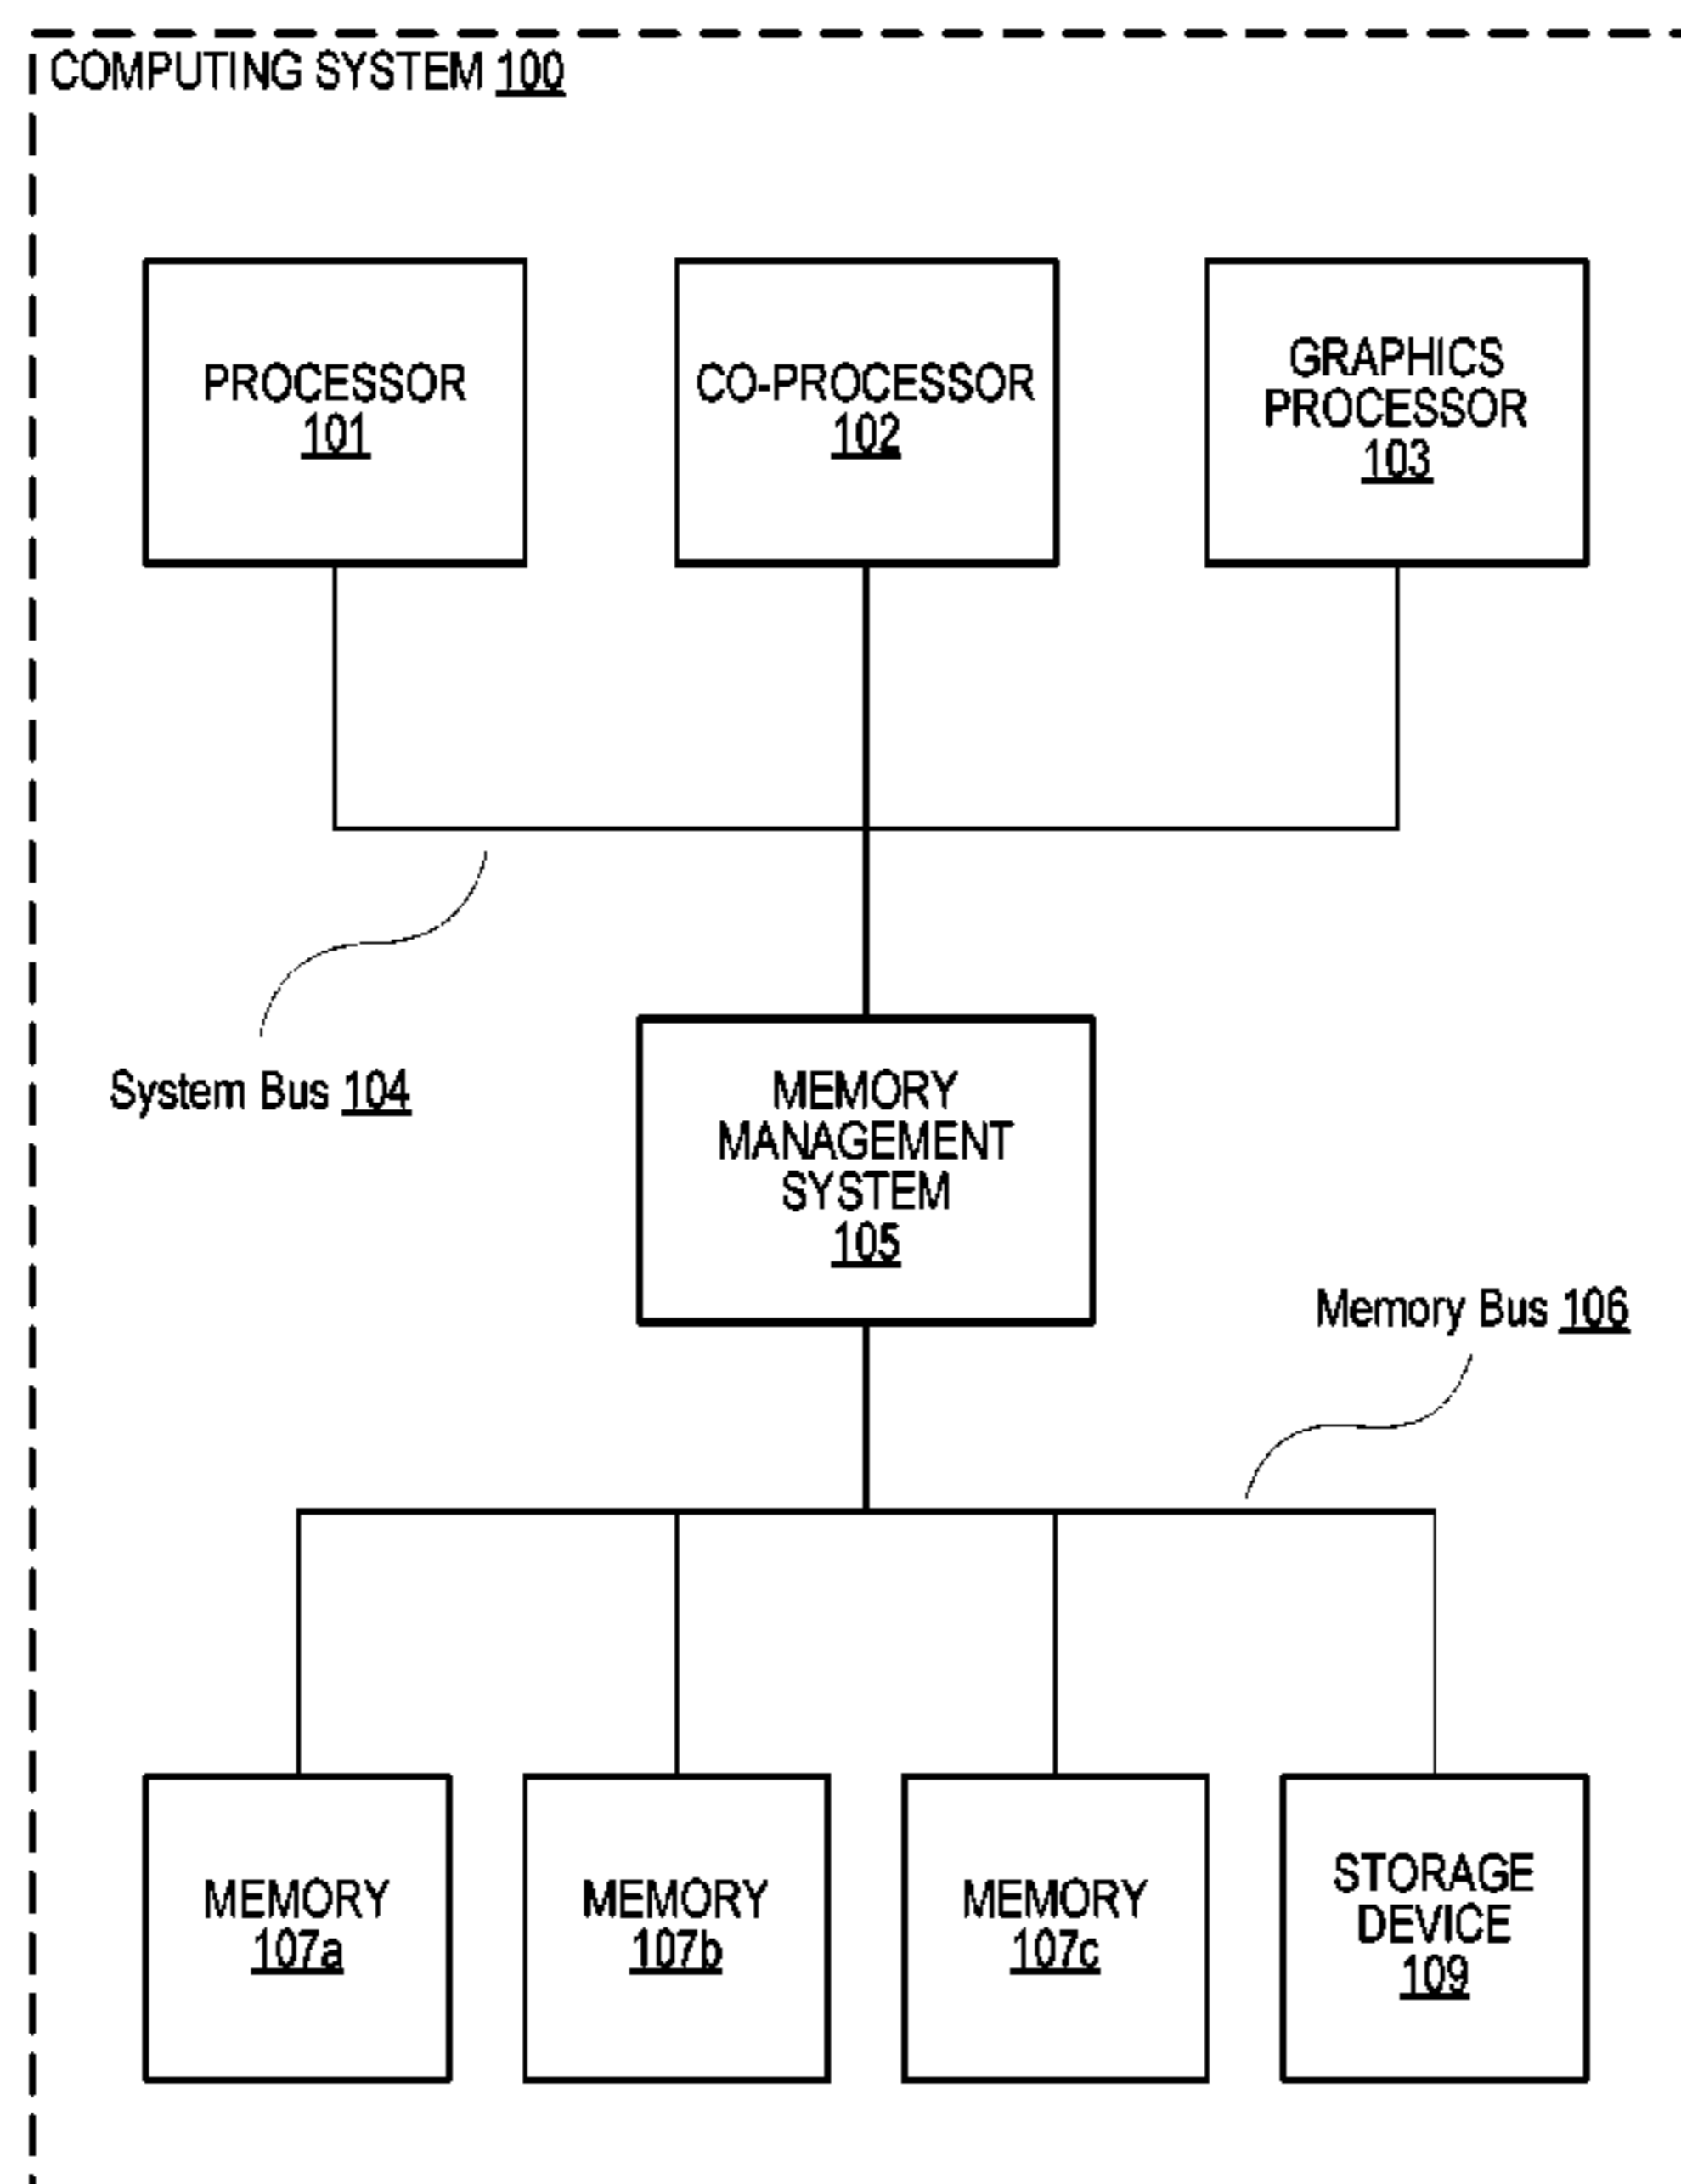 COMPUTING SYSTEM 100
PROCESSOR
101
CO-PROCESSOR
102
GRAPHICS
PROCESSOR
103
System Bus 104
MEMORY
MANAGEMENT
SYSTEM
105
Memory Bus 106
MEMORY
107a
MEMORY
107b
MEMORY
107c
STORAGE
DEVICE
109